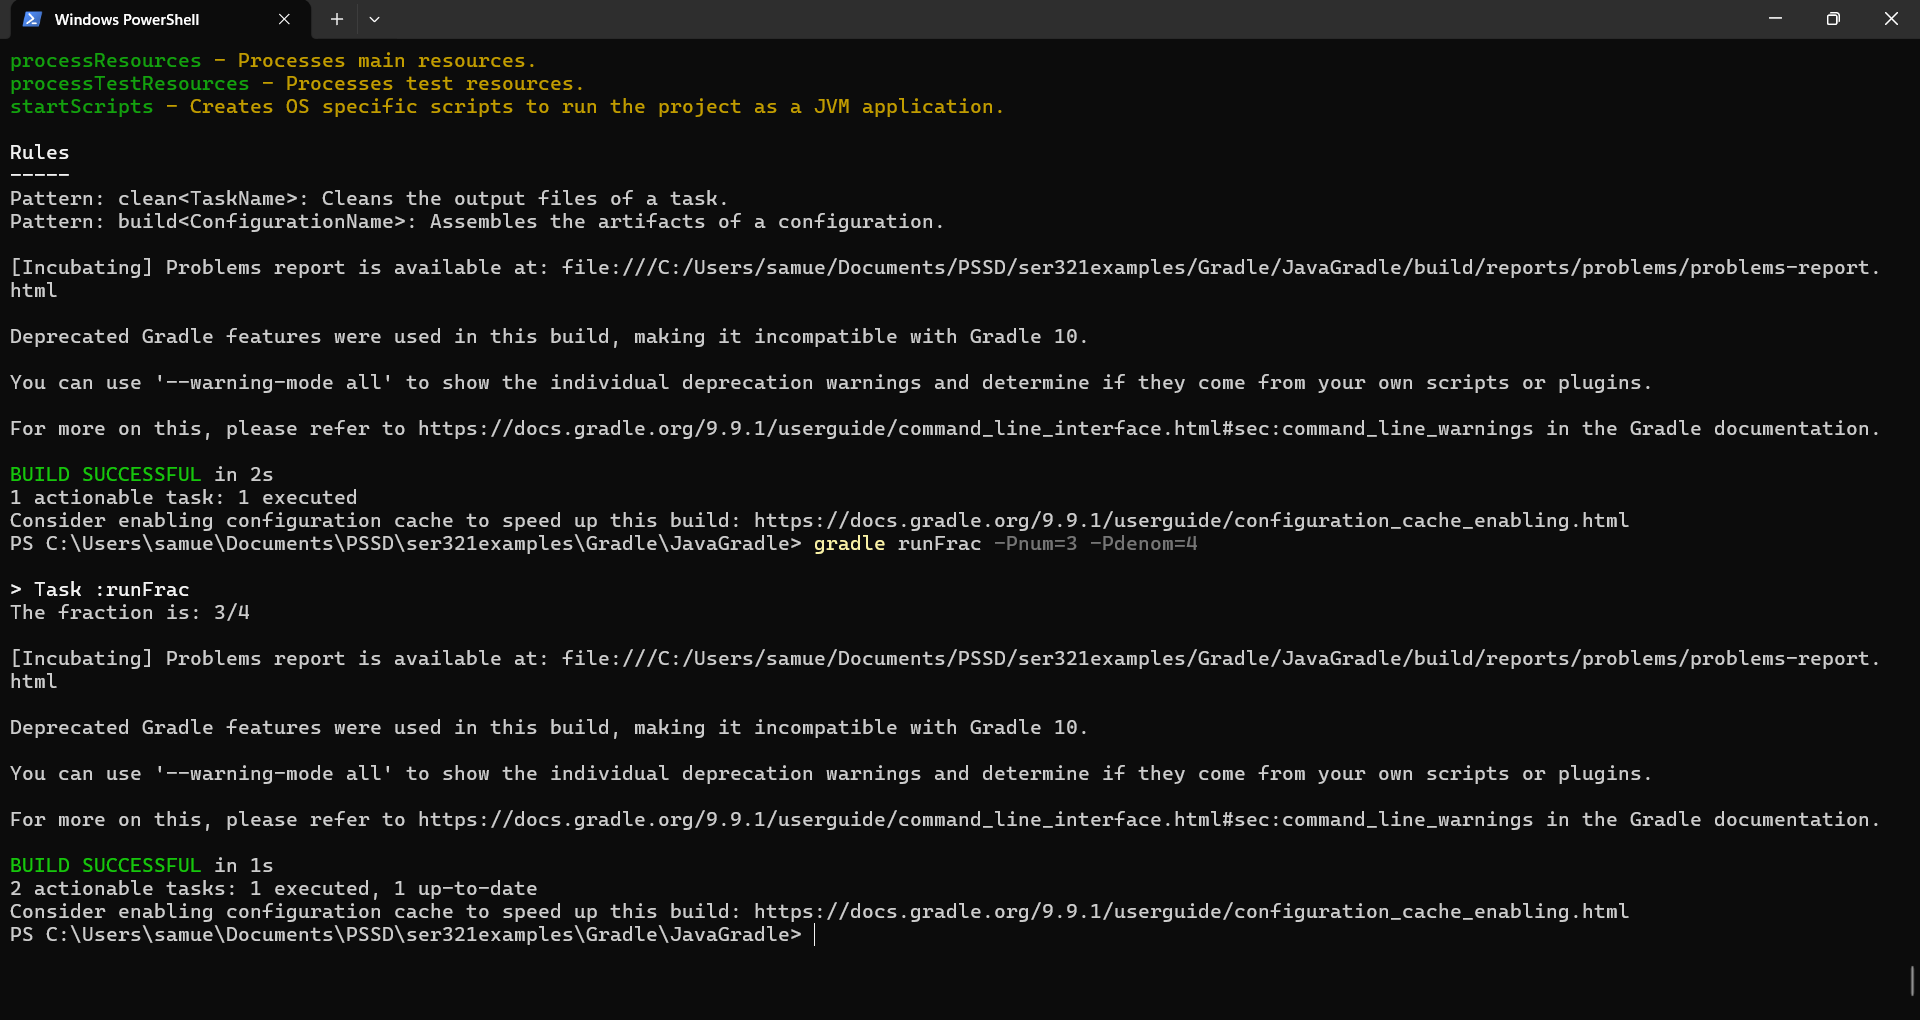 Windows PowerShell
processResources - Processes main resources.
processTestResources - Processes test resources.
startScripts - Creates OS specific scripts to run the project as a JVM application.
Rules
-----
Pattern: clean<TaskName>: Cleans the output files of a task.
Pattern: build<ConfigurationName>: Assembles the artifacts of a configuration.
[Incubating] Problems report is available at: file:///C:/Users/samue/Documents/PSSD/ser321examples/Gradle/JavaGradle/build/reports/problems/problems-report.
html
Deprecated Gradle features were used in this build, making it incompatible with Gradle 10.
You can use '--warning-mode all' to show the individual deprecation warnings and determine if they come from your own scripts or plugins.
For more on this, please refer to https://docs.gradle.org/9.9.1/userguide/command_line_interface.html#sec:command_line_warnings in the Gradle documentation.
BUILD SUCCESSFUL in 2s
1 actionable task: 1 executed
Consider enabling configuration cache to speed up this build: https://docs.gradle.org/9.9.1/userguide/configuration_cache_enabling.html
PS C:\Users\samue\Documents\PSSD\ser321examples\Gradle\JavaGradle> gradle runFrac -Pnum=3 -Pdenom=4
> Task :runFrac
The fraction is: 3/4
[Incubating] Problems report is available at: file:///C:/Users/samue/Documents/PSSD/ser321examples/Gradle/JavaGradle/build/reports/problems/problems-report.
html
Deprecated Gradle features were used in this build, making it incompatible with Gradle 10.
You can use '--warning-mode all' to show the individual deprecation warnings and determine if they come from your own scripts or plugins.
For more on this, please refer to https://docs.gradle.org/9.9.1/userguide/command_line_interface.html#sec:command_line_warnings in the Gradle documentation.
BUILD SUCCESSFUL in 1s
2 actionable tasks: 1 executed, 1 up-to-date
Consider enabling configuration cache to speed up this build: https://docs.gradle.org/9.9.1/userguide/configuration_cache_enabling.html
PS C:\Users\samue\Documents\PSSD\ser321examples\Gradle\JavaGradle>